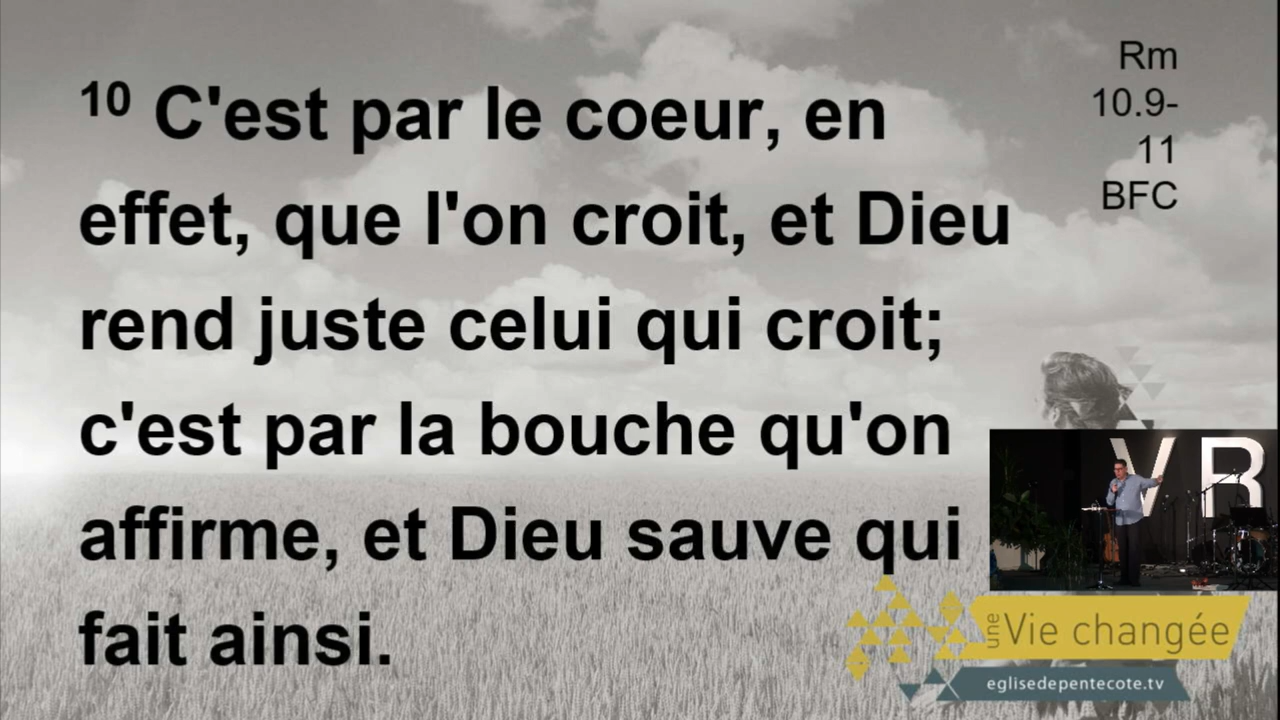 10 C'est par le coeur, en
effet, que l'on croit, et Dieu
rend juste celui qui croit;
c'est par la bouche qu'on
affirme, et Dieu sauve qui
fait ainsi.
Rm
10.9-
11
BFC
V R
une Vie changée
eglisedepentecote.tv